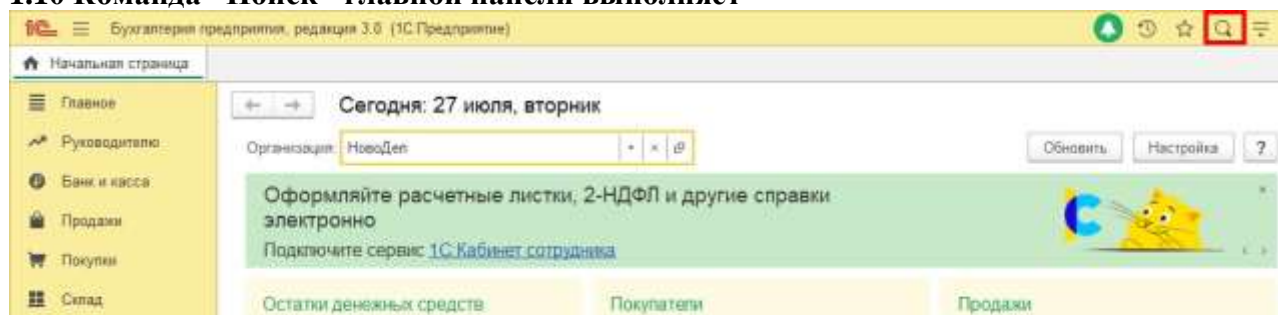 1.10 Команда "Поиск" главной панели выполняет
1С Бухгалтерия предприятия, редакция 3.0 (1С:Предприятие)
Начальная страница
Главное
Сегодня: 27 июля, вторник
Руководителю
Организация: НовоДел
Обновить Настройка ?
Банк и касса
Оформляйте расчетные листки, 2-НДФЛ и другие справки
электронно
Продажи
Подключите сервис 1С:Кабинет сотрудника
Покупки
Склад
Остатки денежных средств Покупатели Продажи